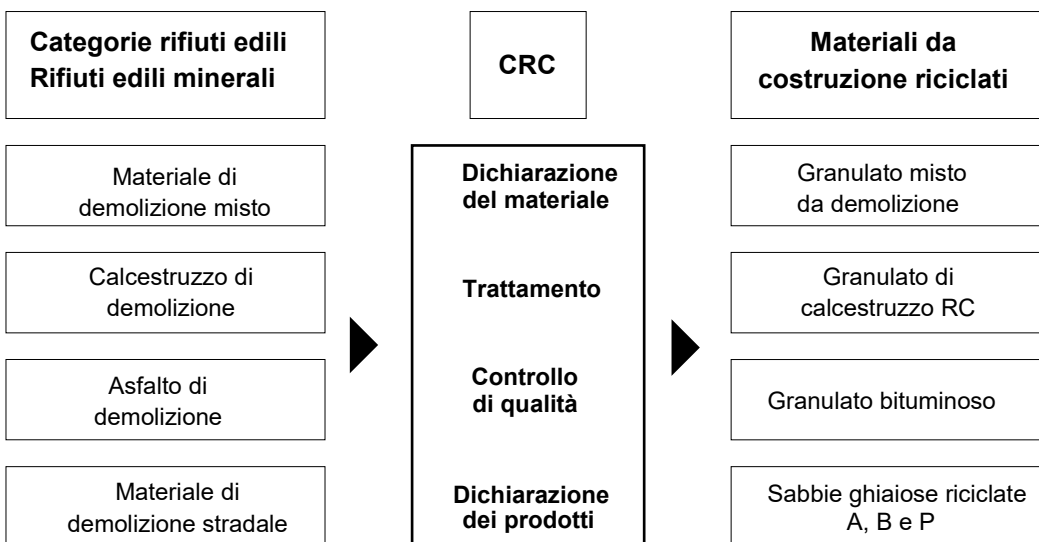 Categorie rifiuti edili
Rifiuti edili minerali
CRC
Materiali da
costruzione riciclati
Materiale di
demolizione misto
Calcestruzzo di
demolizione
Asfalto di
demolizione
Materiale di
demolizione stradale
Dichiarazione
del materiale
Trattamento
Controllo
di qualità
Dichiarazione
dei prodotti
Granulato misto
da demolizione
Granulato di
calcestruzzo RC
Granulato bituminoso
Sabbie ghiaiose riciclate
A, B e P